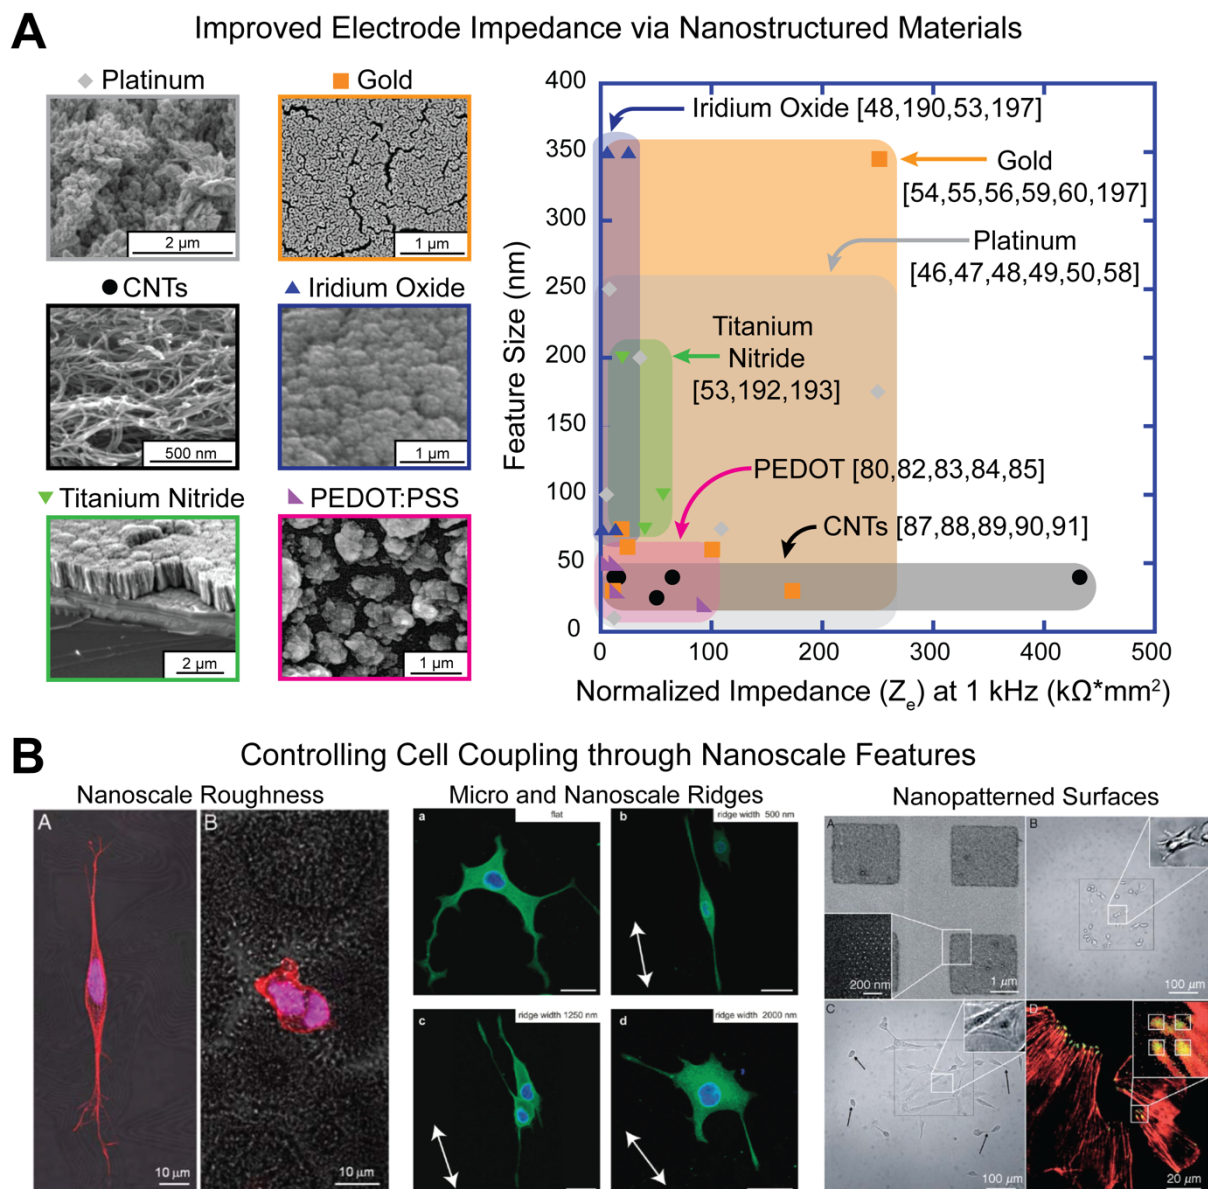 A
Improved Electrode Impedance via Nanostructured Materials
Platinum
Gold
2 µm
1 µm
CNTs
Iridium Oxide
500 nm
1 µm
Titanium Nitride
PEDOT:PSS
2 µm
1 µm
Feature Size (nm)
400
350
300
250
200
150
100
50
0
0
100
200
300
400
500
Normalized Impedance (Ze) at 1 kHz (kΩ*mm²)
Iridium Oxide [48,190,53,197]
Gold
[54,55,56,59,60,197]
Platinum
[46,47,48,49,50,58]
Titanium
Nitride
[53,192,193]
PEDOT [80,82,83,84,85]
CNTs [87,88,89,90,91]
B
Controlling Cell Coupling through Nanoscale Features
Nanoscale Roughness
A
10 µm
B
10 µm
Micro and Nanoscale Ridges
a
flat
b
ridge width 500 nm
c
ridge width 1250 nm
d
ridge width 2000 nm
Nanopatterned Surfaces
A
200 nm
1 µm
B
100 µm
C
100 µm
D
20 µm